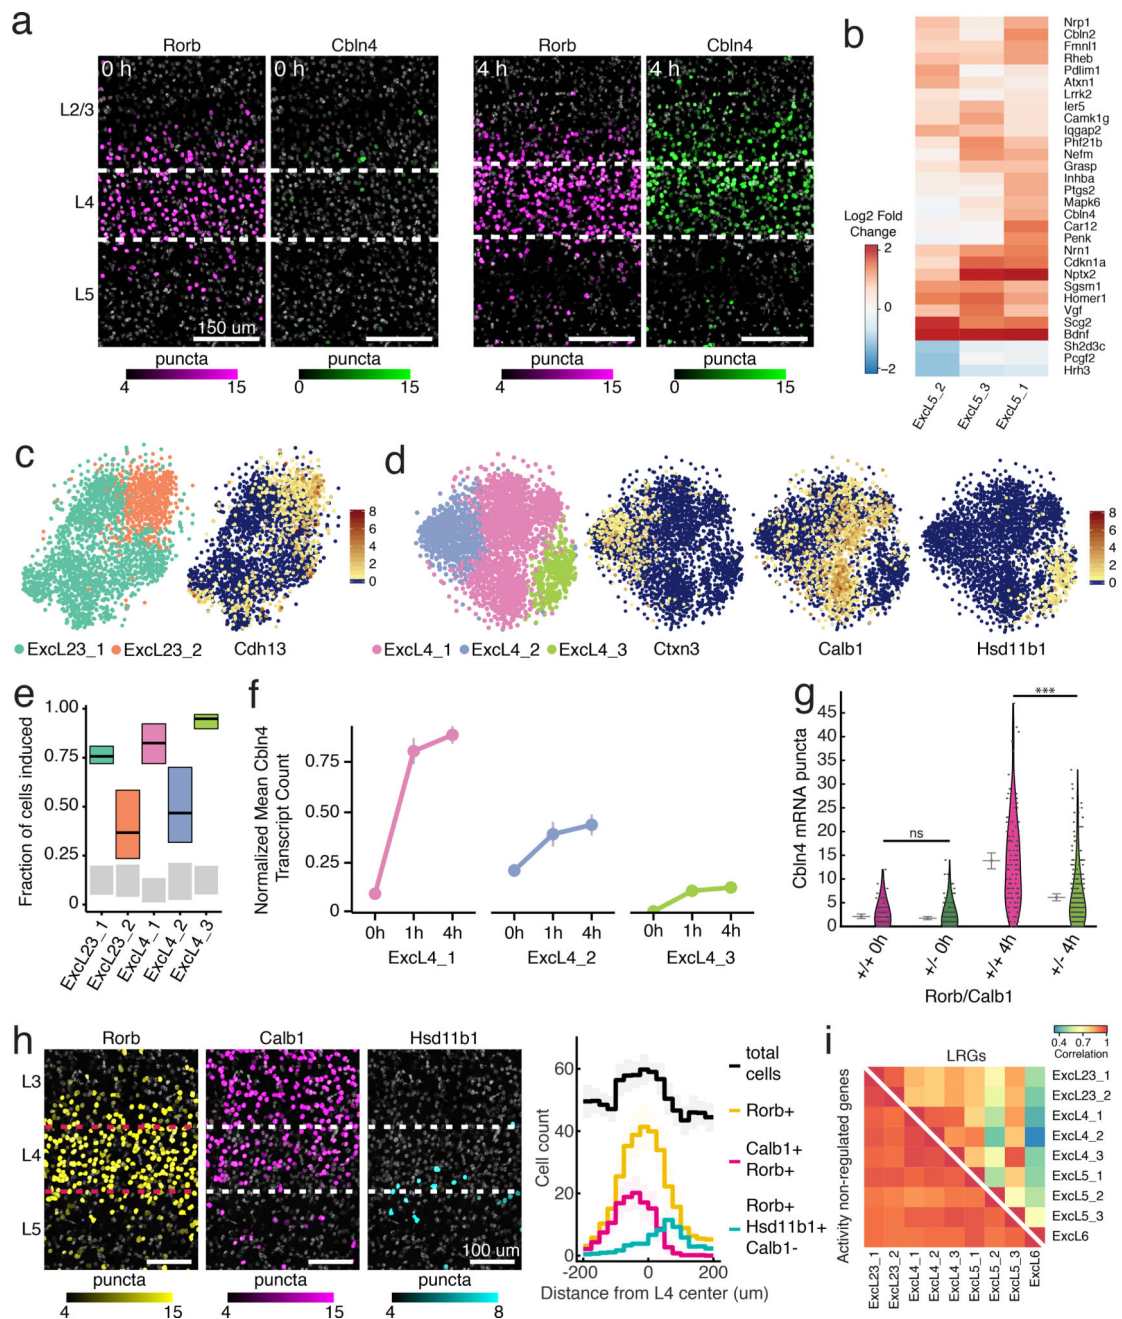 a
Rorb
Cbln4
Rorb
Cbln4
0 h
0 h
4 h
4 h
L2/3
L4
L5
150 um
puncta
puncta
puncta
puncta
4
15
0
15
4
15
0
15
b
Nrp1
Cbln2
Fmnl1
Rheb
Pdlim1
Atxn1
Lrrk2
Ier5
Camk1g
Iqgap2
Phf21b
Nefm
Grasp
Inhba
Ptgs2
Mapk6
Cbln4
Car12
Penk
Nrn1
Cdkn1a
Nptx2
Sgsm1
Homer1
Vgf
Scg2
Bdnf
Sh2d3c
Pcgf2
Hrh3
Log2 Fold
Change
2
0
−2
ExcL5_2
ExcL5_3
ExcL5_1
c
8
6
4
2
0
ExcL23_1
ExcL23_2
Cdh13
d
8
6
4
2
0
ExcL4_1
ExcL4_2
ExcL4_3
Ctxn3
Calb1
Hsd11b1
e
Fraction of cells induced
1.00
0.75
0.50
0.25
0
ExcL23_1
ExcL23_2
ExcL4_1
ExcL4_2
ExcL4_3
f
Normalized Mean Cbln4
Transcript Count
0.75
0.50
0.25
0
0h 1h 4h
0h 1h 4h
0h 1h 4h
ExcL4_1
ExcL4_2
ExcL4_3
g
Cbln4 mRNA puncta
45
40
35
30
25
20
15
10
5
0
ns
***
+/+ 0h
+/- 0h
+/+ 4h
+/- 4h
Rorb/Calb1
h
Rorb
Calb1
Hsd11b1
L3
L4
L5
100 um
puncta
puncta
puncta
4
15
4
15
4
8
Cell count
60
40
20
0
-200
0
200
Distance from L4 center (um)
total
cells
Rorb+
Calb1+
Rorb+
Rorb+
Hsd11b1+
Calb1-
i
0.4 0.7 1
Correlation
LRGs
Activity non-regulated genes
ExcL23_1
ExcL23_2
ExcL4_1
ExcL4_2
ExcL4_3
ExcL5_1
ExcL5_2
ExcL5_3
ExcL6
ExcL23_1
ExcL23_2
ExcL4_1
ExcL4_2
ExcL4_3
ExcL5_1
ExcL5_2
ExcL5_3
ExcL6